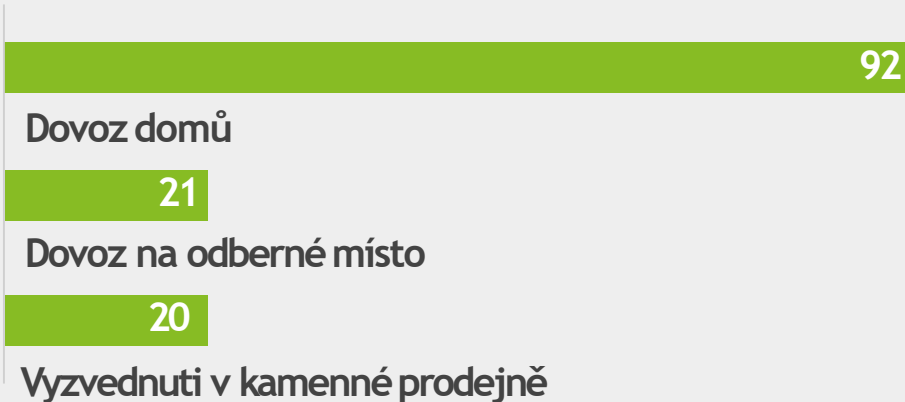 92
Dovoz domů
21
Dovoz na odberné místo
20
Vyzvednuti v kamenné prodejně